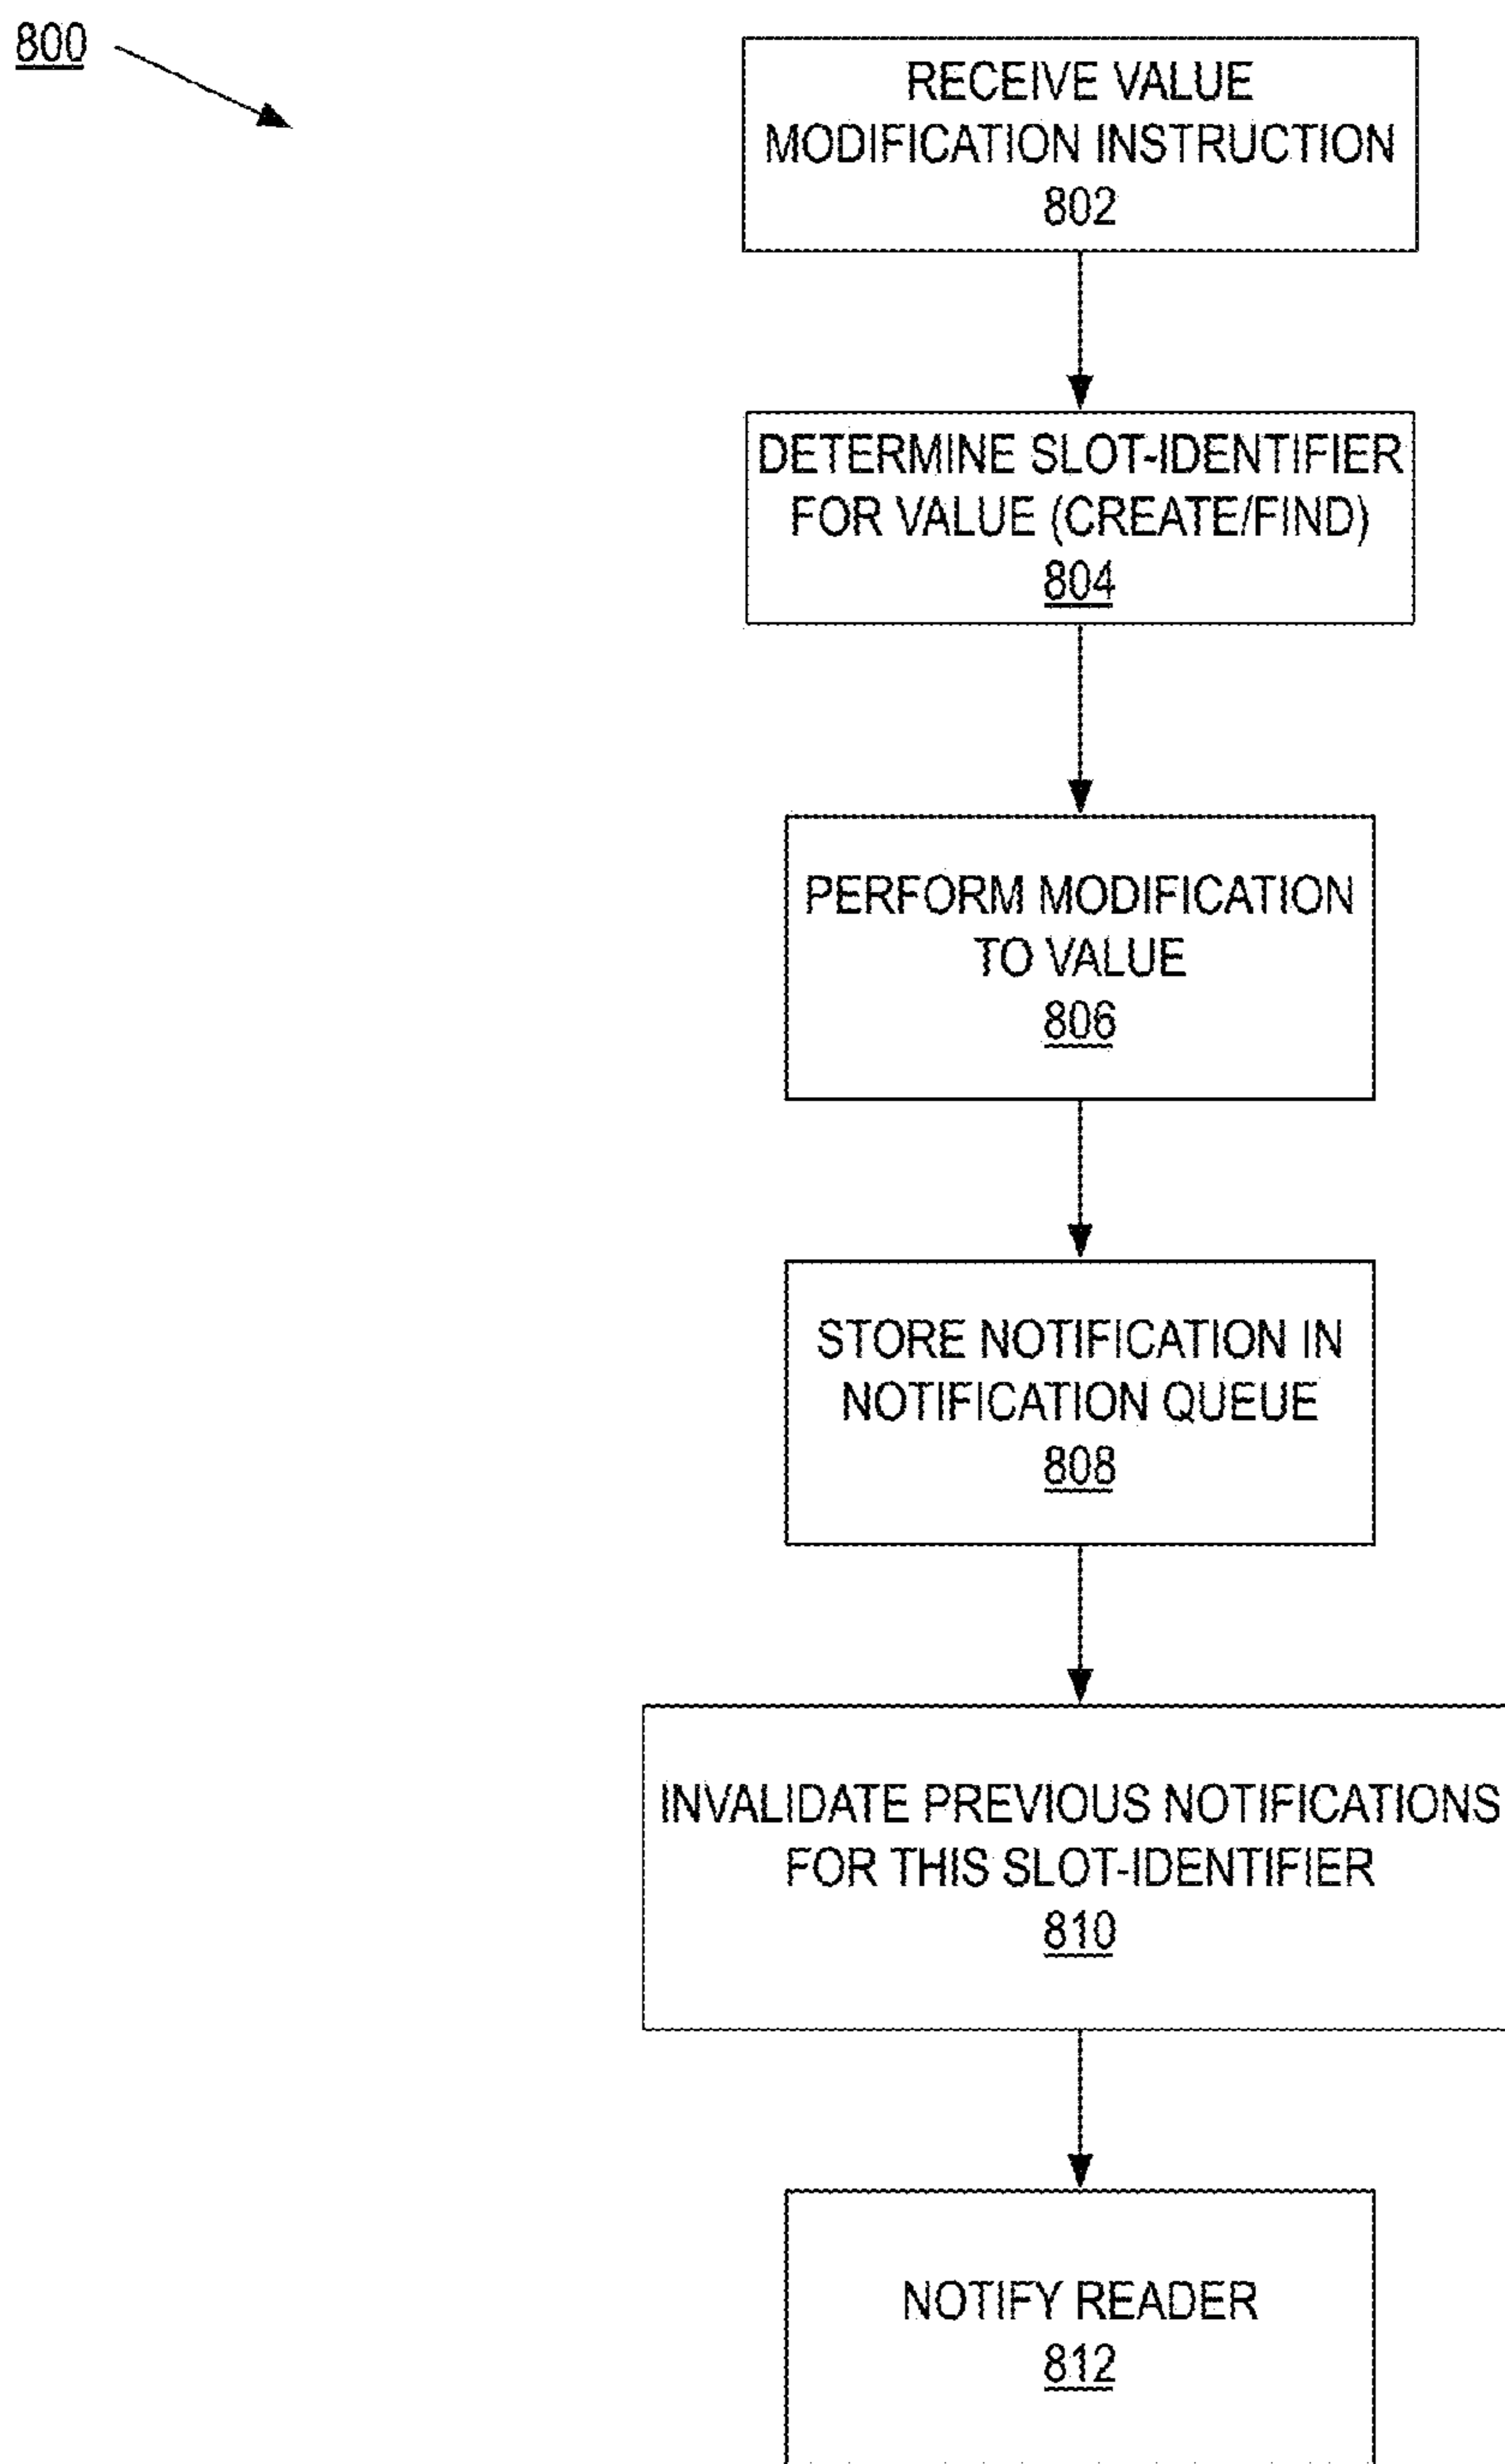 800
RECEIVE VALUE
MODIFICATION INSTRUCTION
802
DETERMINE SLOT-IDENTIFIER
FOR VALUE (CREATE/FIND)
804
PERFORM MODIFICATION
TO VALUE
806
STORE NOTIFICATION IN
NOTIFICATION QUEUE
808
INVALIDATE PREVIOUS NOTIFICATIONS
FOR THIS SLOT-IDENTIFIER
810
NOTIFY READER
812